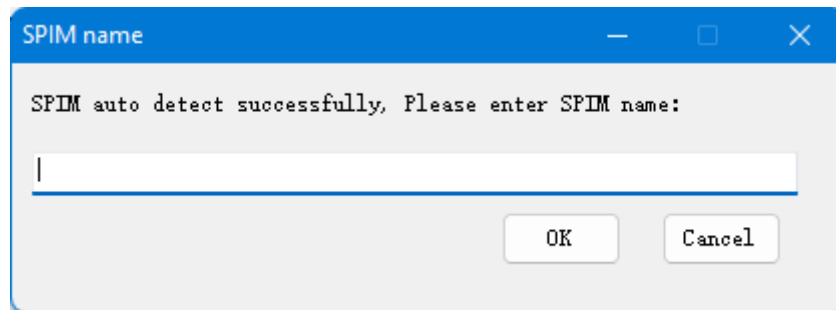 SPIM name
SPIM auto detect successfully, Please enter SPIM name:
OK
Cancel